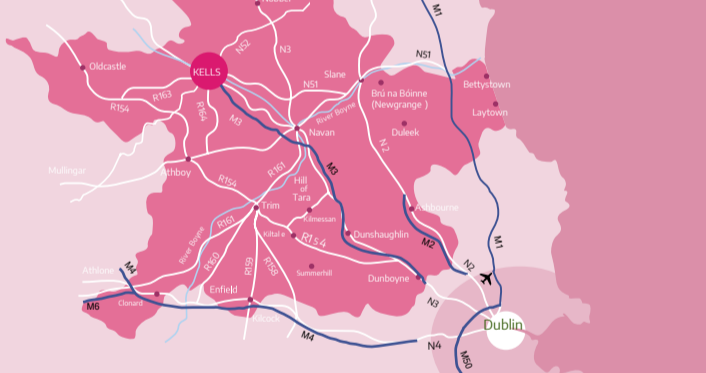 Nobber
M1
N52
N3
N51
Oldcastle
KELLS
Slane
Brú na Bóinne
(Newgrange )
Bettystown
R163
R154
N51
Laytown
R164
M3
River Boyne
Navan
Duleek
N2
Mullingar
Athboy
R161
M3
R154
Hill
of
Tara
Trim
Ashbourne
Kilmessan
R161
Kiltale
R154
Dunshaughlin
M2
M1
River Boyne
R160
R159
R158
N2
Athlone
M4
Summerhill
Dunboyne
Enfield
N3
M6
Clonard
Kilcock
Dublin
M4
N4
M50